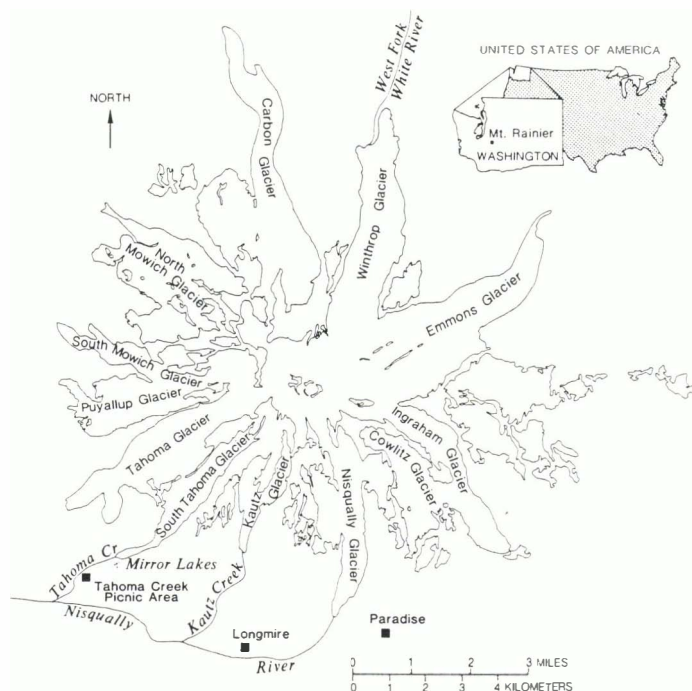 West Fork
White River
UNITED STATES OF AMERICA
NORTH
Mt. Rainier
WASHINGTON
Carbon Glacier
Winthrop Glacier
North
Mowich Glacier
Emmons Glacier
South Mowich Glacier
Puyallup Glacier
Tahoma Glacier
South Tahoma Glacier
Kautz
Glacier
Nisqually Glacier
Cowlitz Glacier
Ingraham Glacier
Tahoma Cr
Mirror Lakes
Tahoma Creek
Picnic Area
Kautz Creek
Nisqually
River
Longmire
Paradise
0 1 2 3 MILES
0 1 2 3 4 KILOMETERS